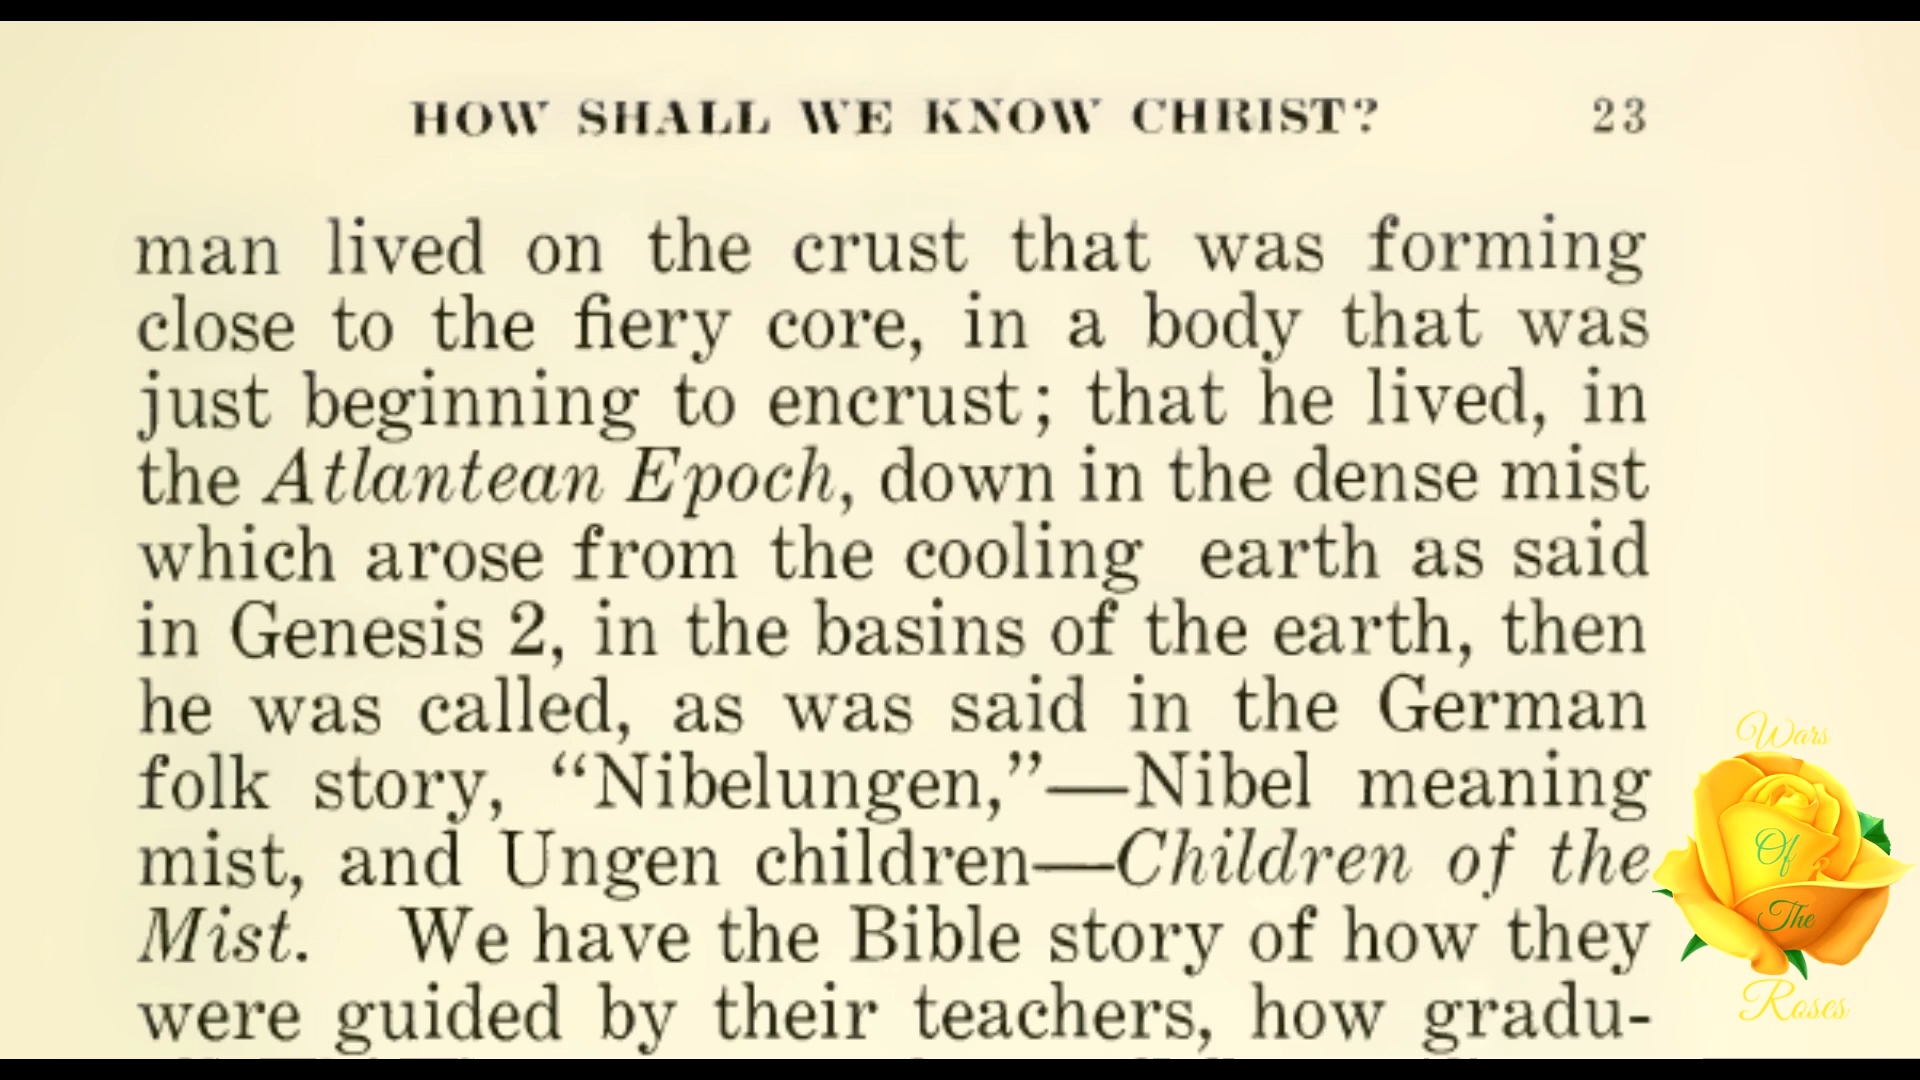 HOW SHALL WE KNOW CHRIST? 23
man lived on the crust that was forming
close to the fiery core, in a body that was
just beginning to encrust; that he lived, in
the Atlantean Epoch, down in the dense mist
which arose from the cooling earth as said
in Genesis 2, in the basins of the earth, then
he was called, as was said in the German
folk story, “Nibelungen,”—Nibel meaning
mist, and Ungen children—Children of the
Mist. We have the Bible story of how they
were guided by their teachers, how gradu-
Wars
Of
The
Roses